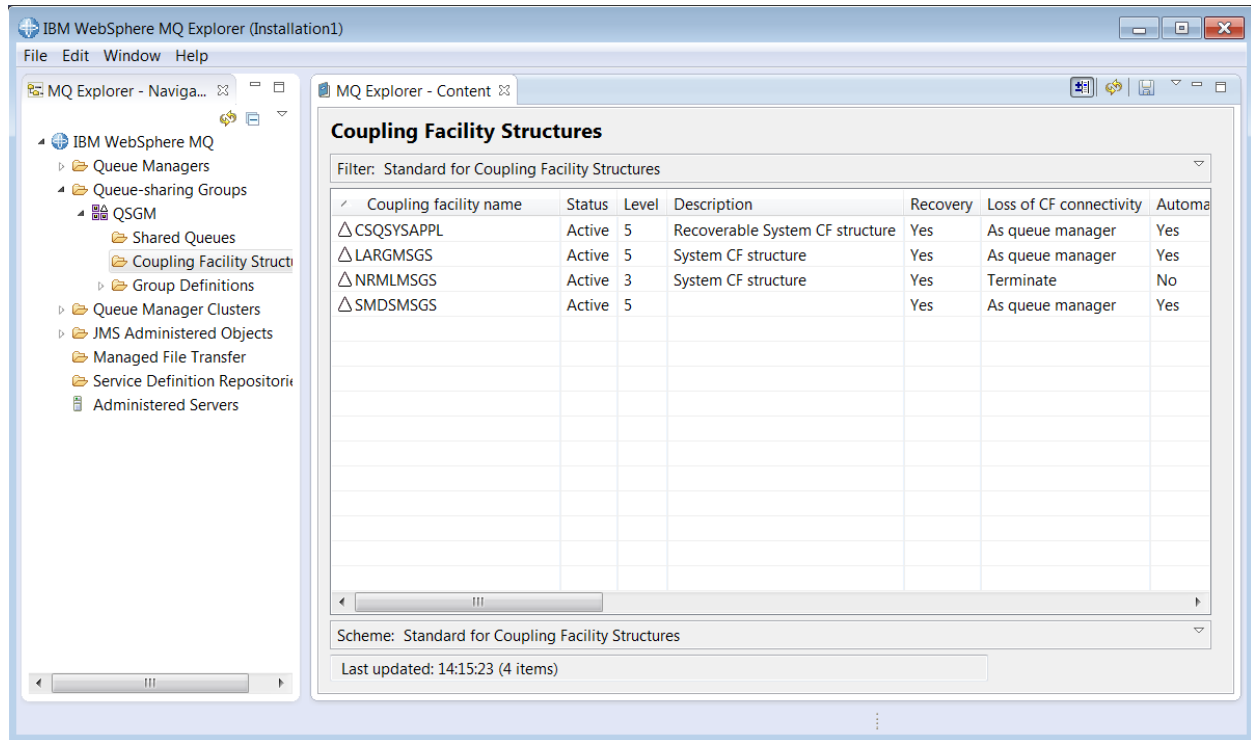 IBM WebSphere MQ Explorer (Installation1)
File Edit Window Help
MQ Explorer - Naviga...
IBM WebSphere MQ
Queue Managers
Queue-sharing Groups
QSGM
Shared Queues
Coupling Facility Struct
Group Definitions
Queue Manager Clusters
JMS Administered Objects
Managed File Transfer
Service Definition Repositorie
Administered Servers
MQ Explorer - Content
Coupling Facility Structures
Filter: Standard for Coupling Facility Structures
Coupling facility name Status Level Description Recovery Loss of CF connectivity Automa
CSQSYSAPPL Active 5 Recoverable System CF structure Yes As queue manager Yes
LARGMSGS Active 5 System CF structure Yes As queue manager Yes
NRMLMSGS Active 3 System CF structure Yes Terminate No
SMDSMSGS Active 5 Yes As queue manager Yes
Scheme: Standard for Coupling Facility Structures
Last updated: 14:15:23 (4 items)